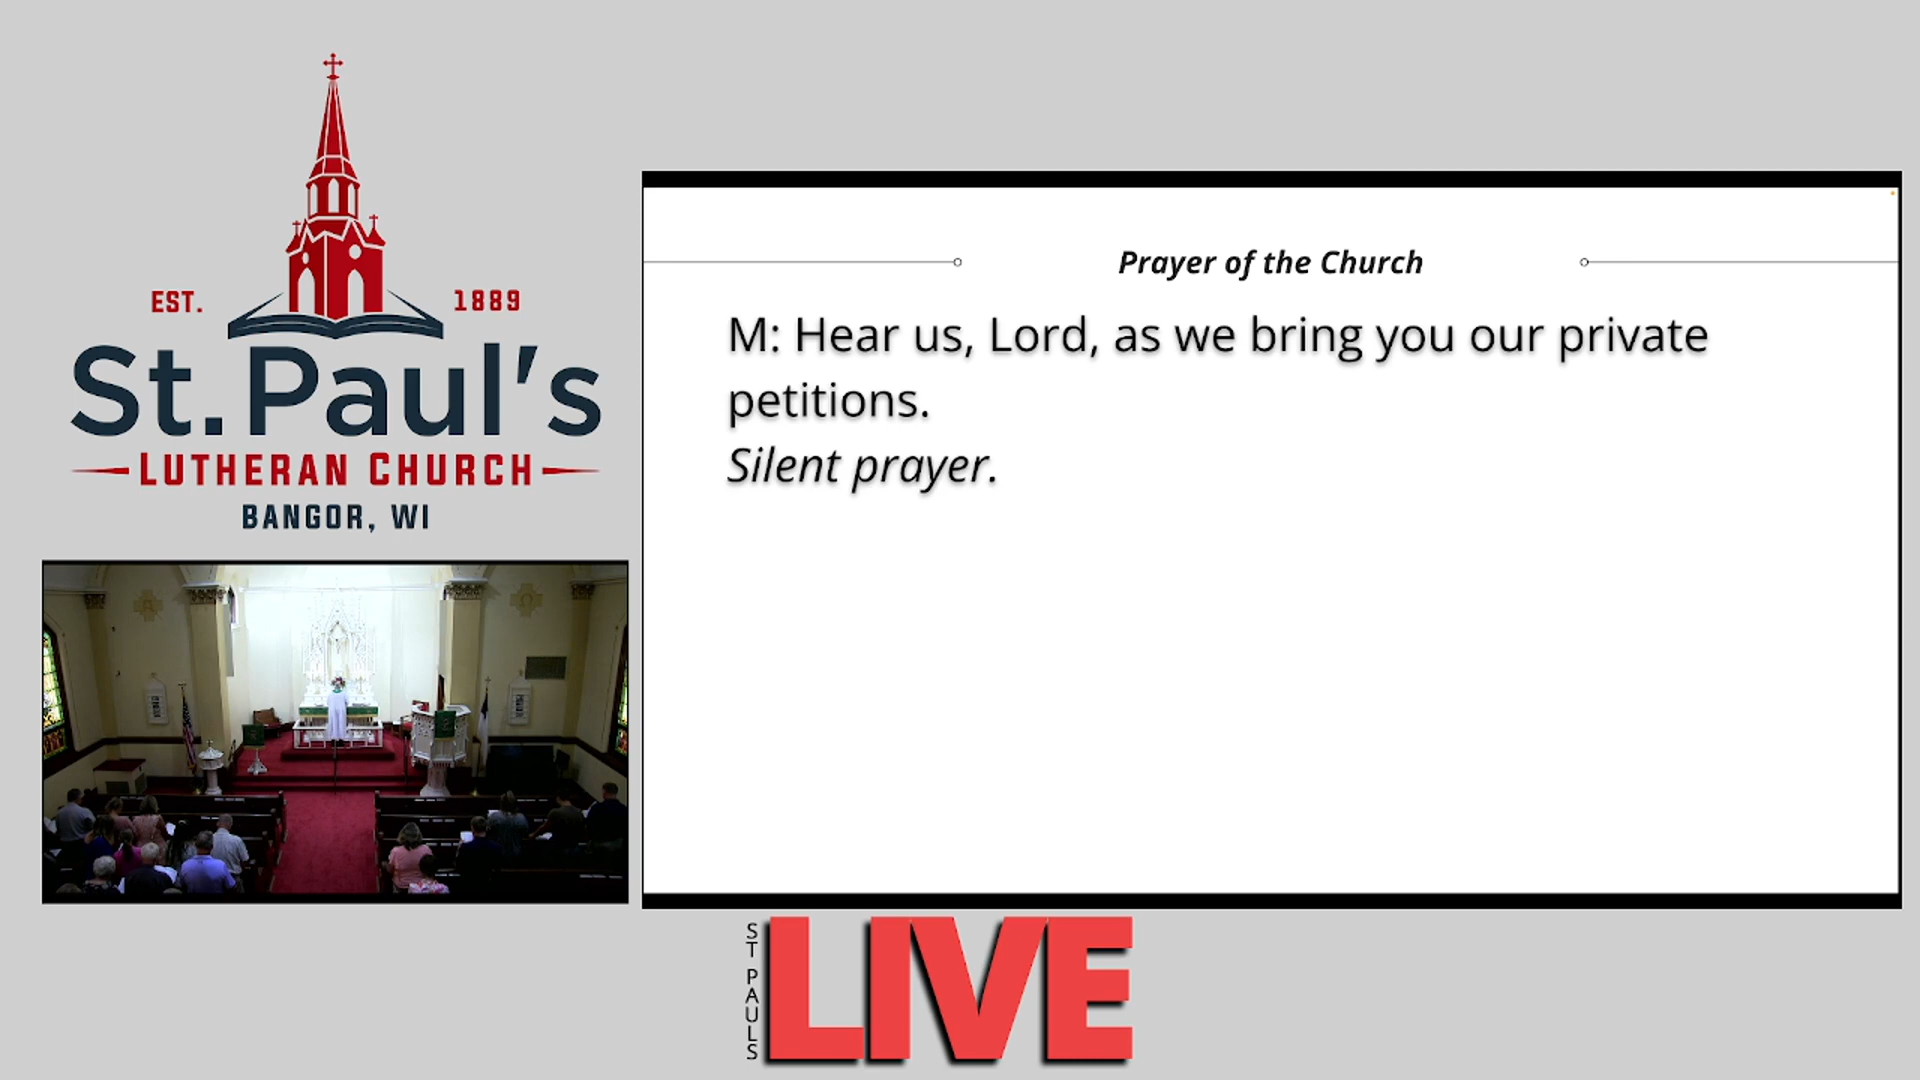 EST. 1889
St. Paul's
LUTHERAN CHURCH
BANGOR, WI
Prayer of the Church
M: Hear us, Lord, as we bring you our private
petitions.
Silent prayer.
ST PAULS
LIVE